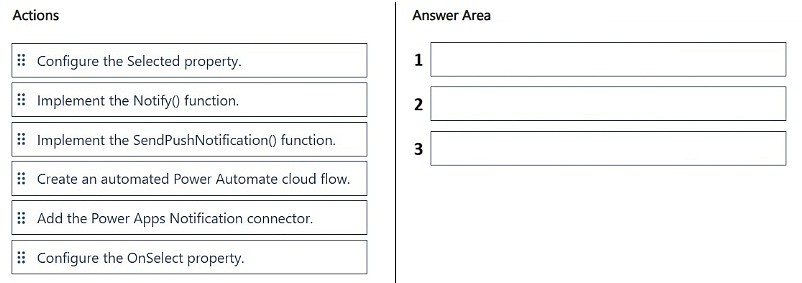 Actions
Configure the Selected property.
Implement the Notify() function.
Implement the SendPushNotification() function.
Create an automated Power Automate cloud flow.
Add the Power Apps Notification connector.
Configure the OnSelect property.
Answer Area
1
2
3